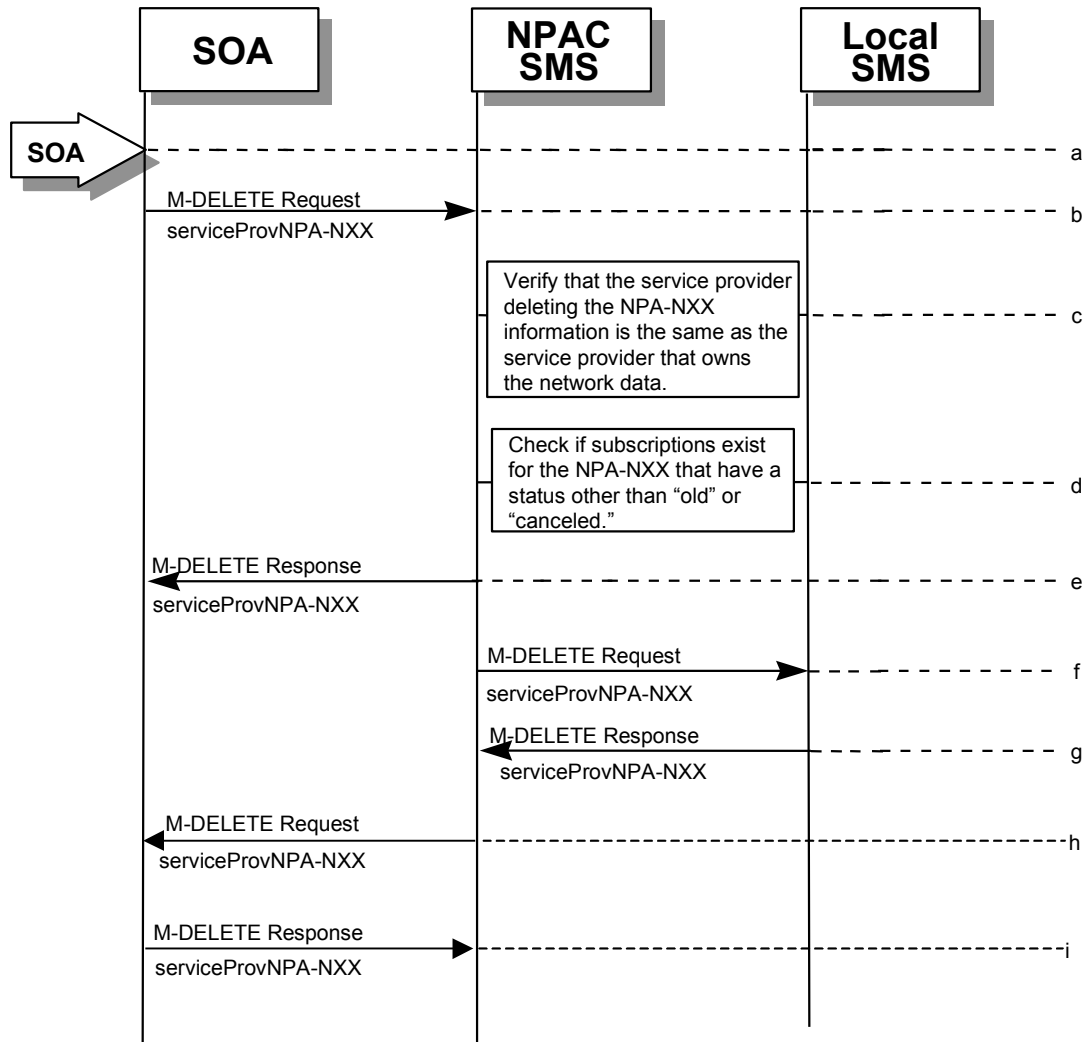 SOA
NPAC
SMS
Local
SMS
SOA
a
M-DELETE Request
b
serviceProvNPA-NXX
Verify that the service provider
deleting the NPA-NXX
information is the same as the
service provider that owns
the network data.
c
Check if subscriptions exist
for the NPA-NXX that have a
status other than “old” or
“canceled.”
d
M-DELETE Response
e
serviceProvNPA-NXX
M-DELETE Request
f
serviceProvNPA-NXX
M-DELETE Response
g
serviceProvNPA-NXX
M-DELETE Request
h
serviceProvNPA-NXX
M-DELETE Response
i
serviceProvNPA-NXX